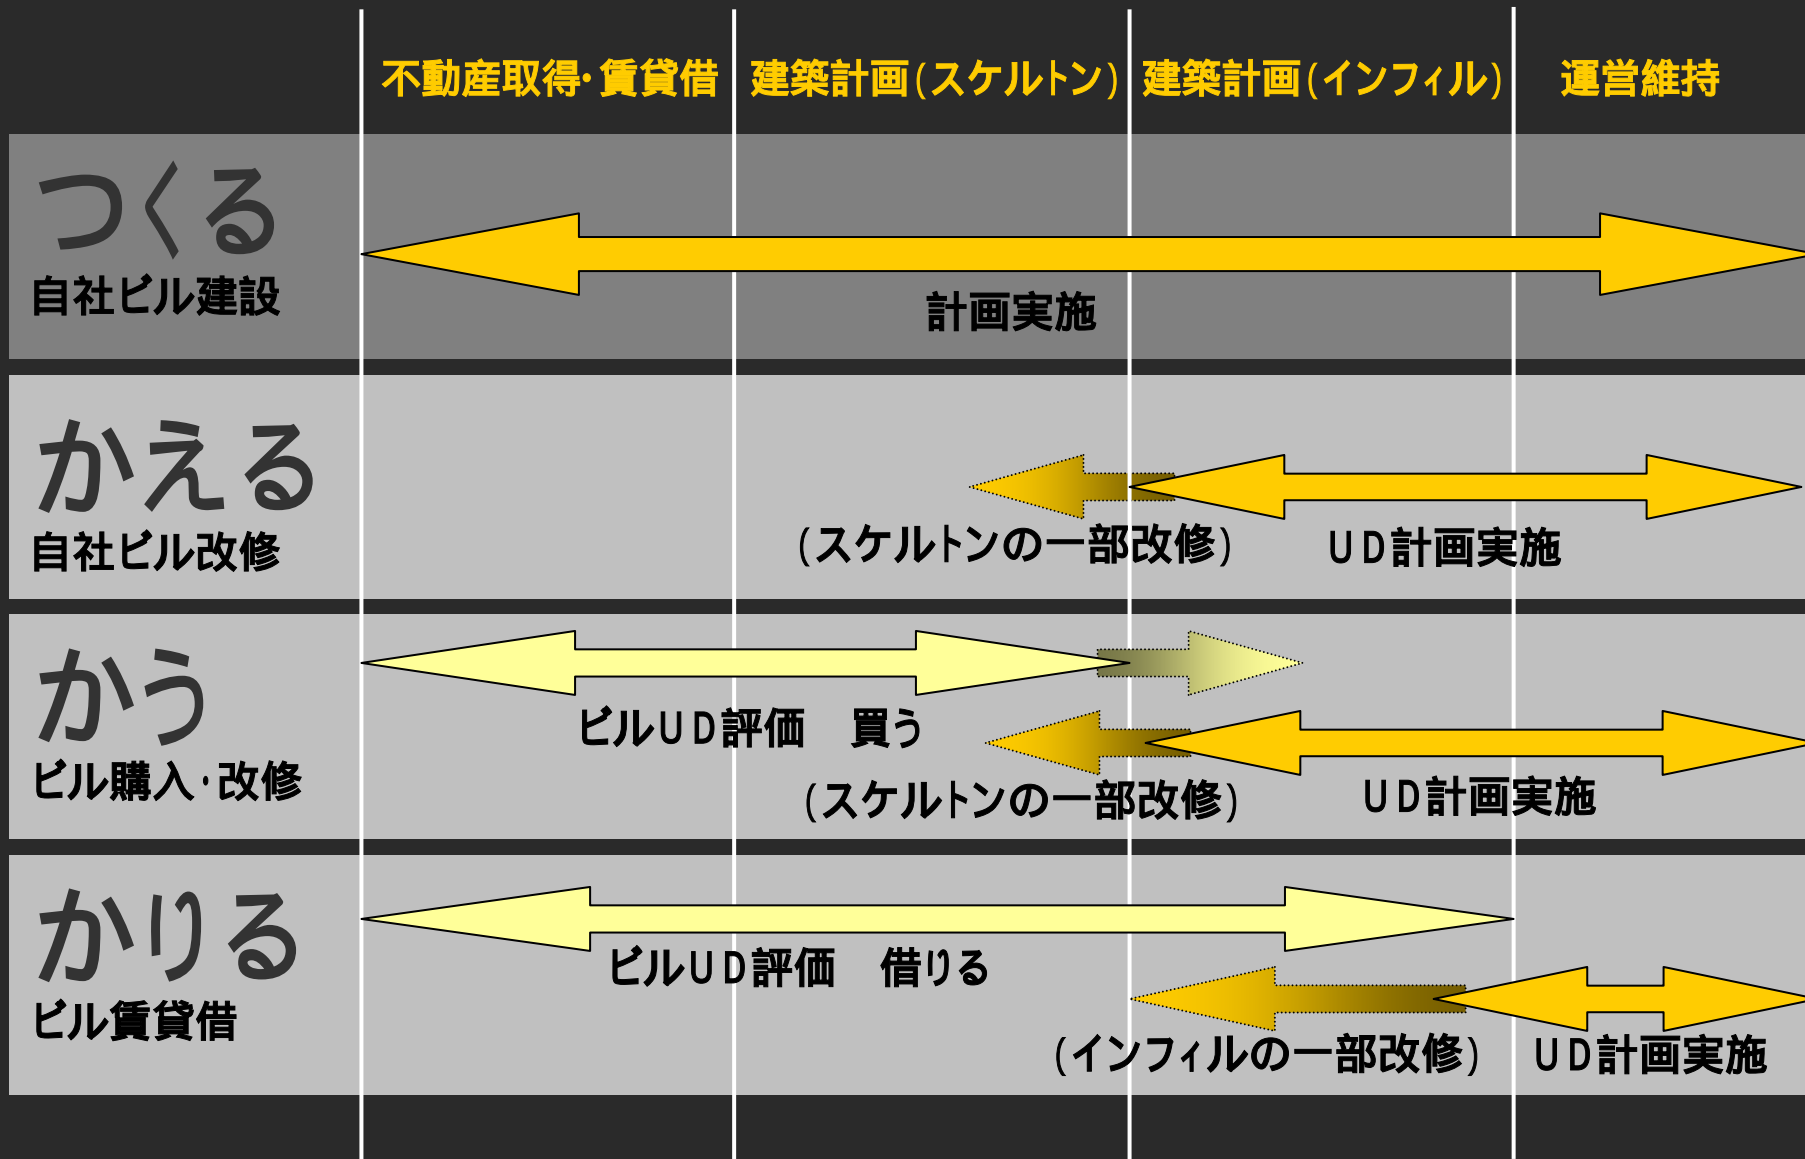 不動産取得・賃貸借
建築計画(スケルトン)
建築計画(インフィル)
運営維持
つくる
自社ビル建設
計画実施
かえる
自社ビル改修
(スケルトンの一部改修)
UD計画実施
かう
ビル購入・改修
ビルUD評価　買う
(スケルトンの一部改修)
UD計画実施
かりる
ビル賃貸借
ビルUD評価　借りる
(インフィルの一部改修)
UD計画実施